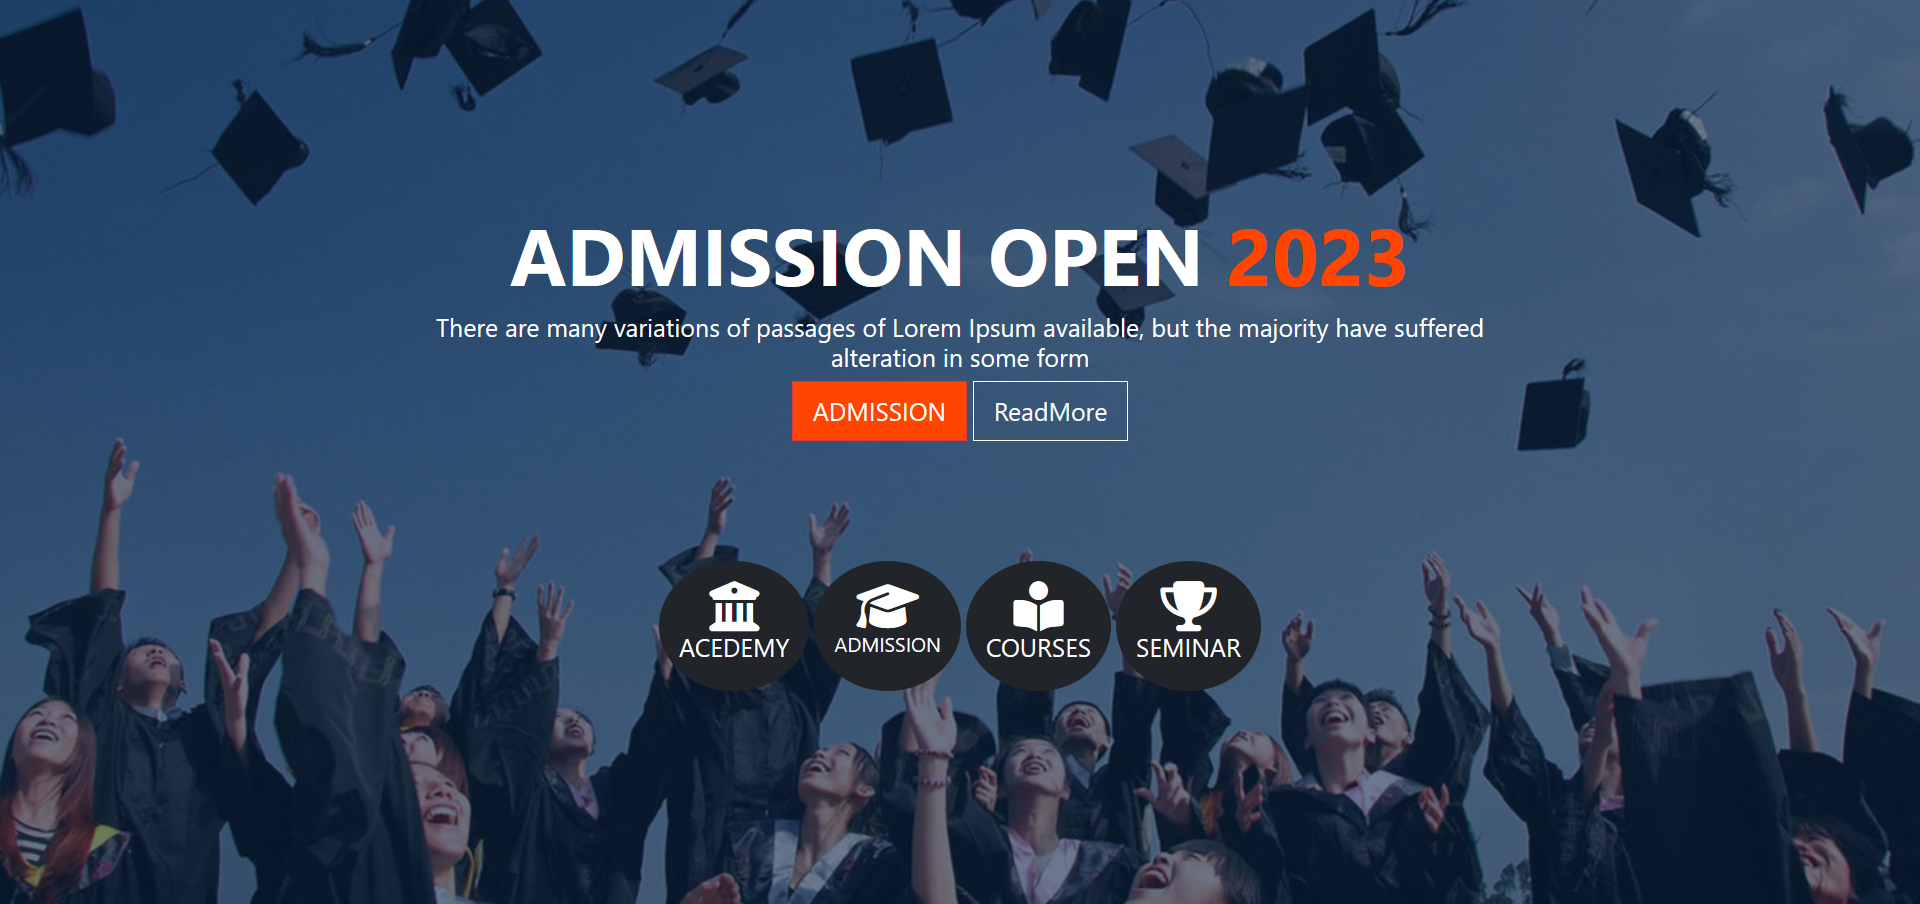 ADMISSION OPEN 2023
There are many variations of passages of Lorem Ipsum available, but the majority have suffered
alteration in some form
ADMISSION ReadMore
ACEDEMY ADMISSION COURSES SEMINAR